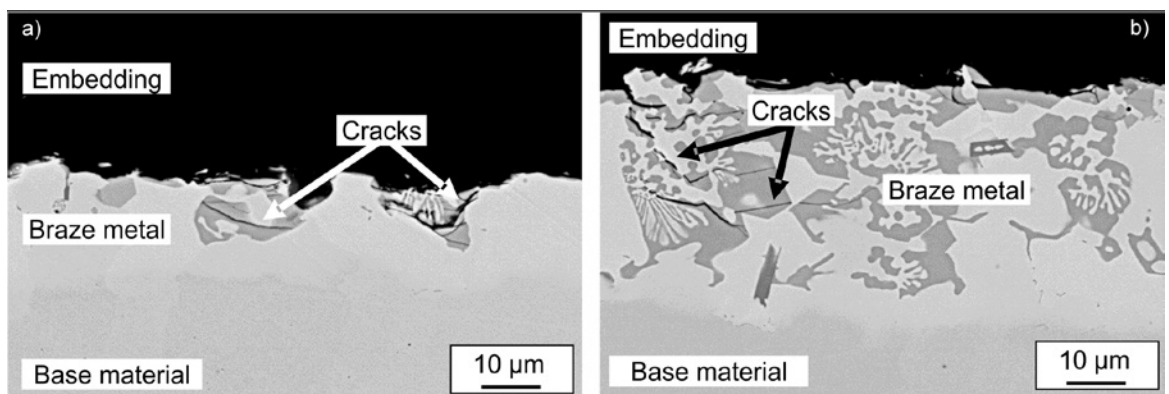 a)
Embedding
Cracks
Braze metal
Base material
10 µm
b)
Embedding
Cracks
Braze metal
Base material
10 µm